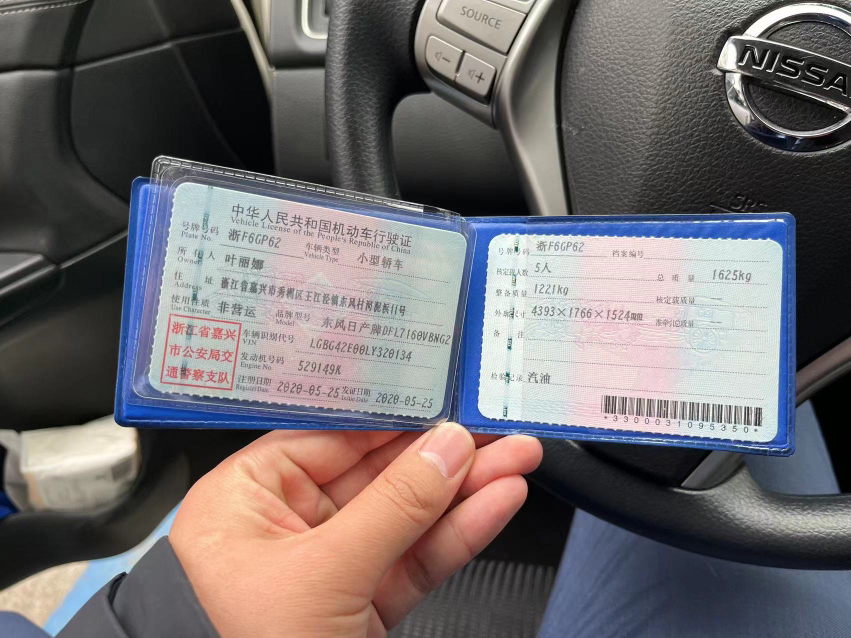 SOURCE
NISSA
中华人民共和国机动车行驶证
Vehicle License of the People's Republic of China
号牌号码 浙F6GP62 车辆类型 小型轿车
Plate No. Vehicle Type
所有人 叶丽娜
Owner
住址 浙江省嘉兴市秀洲区王江泾镇东风村
使用性质 非营运 品牌型号 东风日产牌DFL7160VBNG2
Use Character Model
浙江省嘉兴
市公安局交
通警察支队
车辆识别代号 LGBG42E00LY320134
VIN
发动机号码 529149K
Engine No.
注册日期 2020-05-25 发证日期 2020-05-25
Register Date Issue Date
号牌号码 浙F6GP62 档案编号
核定载人数 5人 总质量 1625kg
整备质量 1221kg 核定载质量 --
外廓尺寸 4393×1766×1524mm 准牵引总质量 --
备注
检验记录 汽油
*3300031095350*